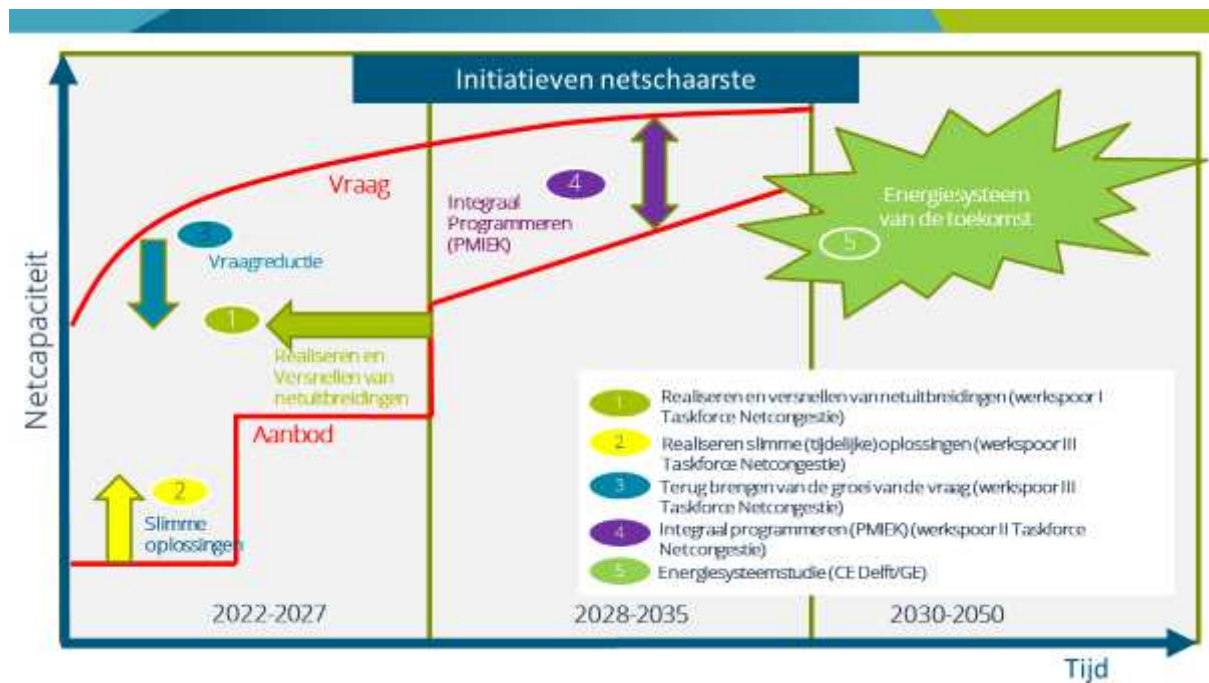 Initiatieven netschaarste
Netcapaciteit
Vraag
3
Vraagreductie
1
Realiseren en
Versnellen van
netuitbreidingen
Aanbod
2
Slimme
oplossingen
4
Integraal
Programmeren
(PMIEK)
Energiesysteem
van de toekomst
5
1 Realiseren en versnellen van netuitbreidingen (werkspoor I
Taskforce Netcongestie)
2 Realiseren slimme (tijdelijke) oplossingen (werkspoor III
Taskforce Netcongestie)
3 Terug brengen van de groei van de vraag (werkspoor III
Taskforce Netcongestie)
4 Integraal programmeren (PMIEK) (werkspoor II Taskforce
Netcongestie)
5 Energiesysteemstudie (CE Delft/GE)
2022-2027
2028-2035
2030-2050
Tijd